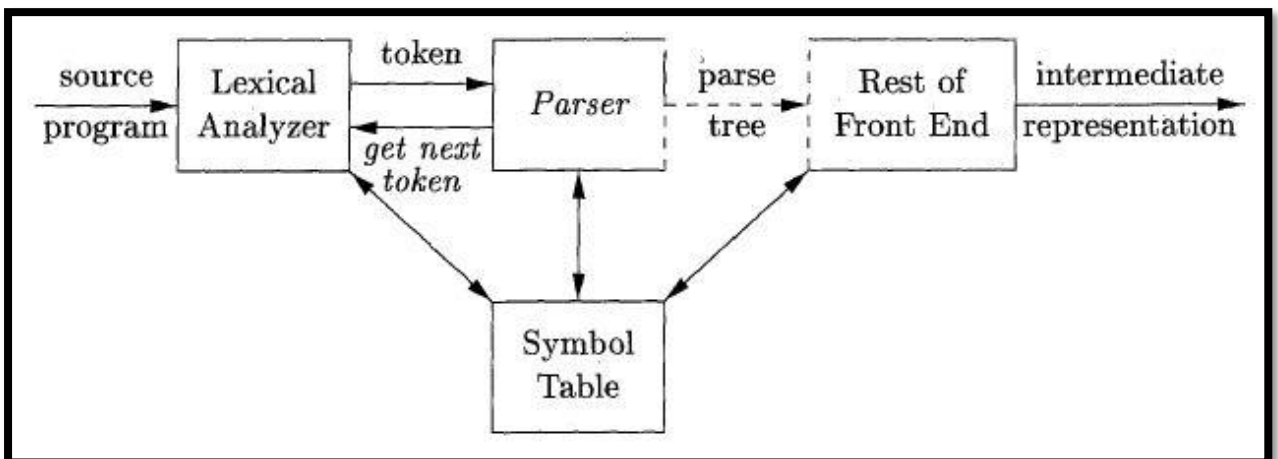 source
program
Lexical
Analyzer
token
get next
token
Parser
parse
tree
Rest of
Front End
intermediate
representation
Symbol
Table